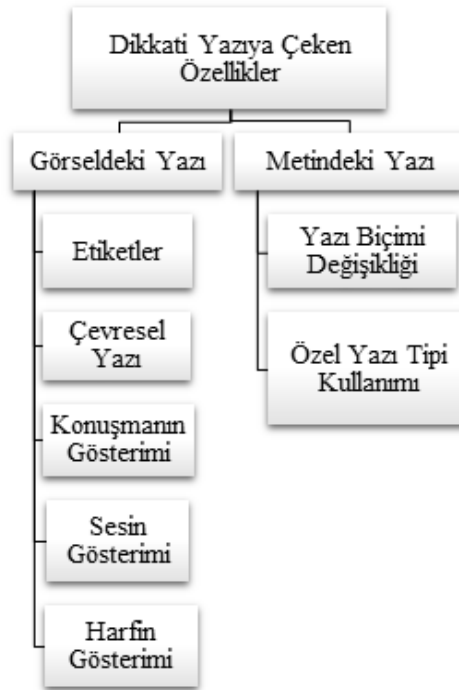 Dikkati Yazıya Çeken
Özellikler
Görseldeki Yazı
Etiketler
Çevresel
Yazı
Konuşmanın
Gösterimi
Sesin
Gösterimi
Harfin
Gösterimi
Metindeki Yazı
Yazı Biçimi
Değişikliği
Özel Yazı Tipi
Kullanımı